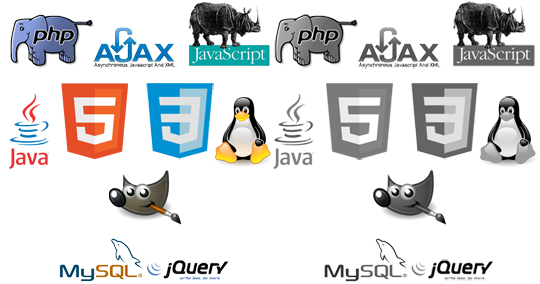 php
AJAX
Asynchronous Javascript And XML
JavaScript
php
AJAX
Asynchronous Javascript And XML
JavaScript
Java
5
3
Java
5
3
MySQL®
jQuery
write less, do more.
MySQL®
jQuery
write less, do more.